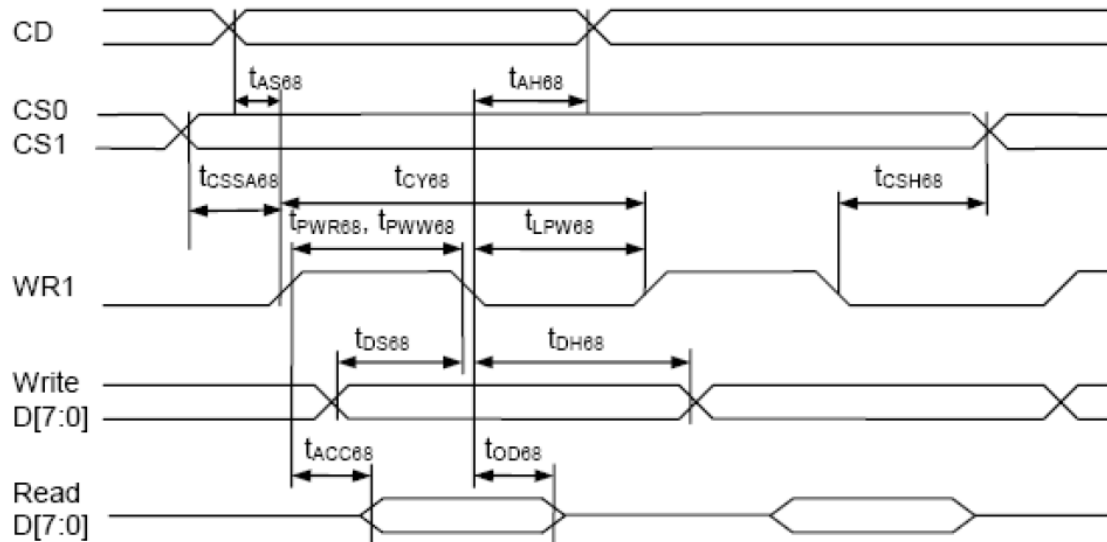 CD
tAS68 tAH68
CS0
CS1
tCSSA68 tCY68 tCSH68
tPWR68, tPWW68 tLPW68
WR1
tDS68 tDH68
Write
D[7:0]
tACC68 tOD68
Read
D[7:0]